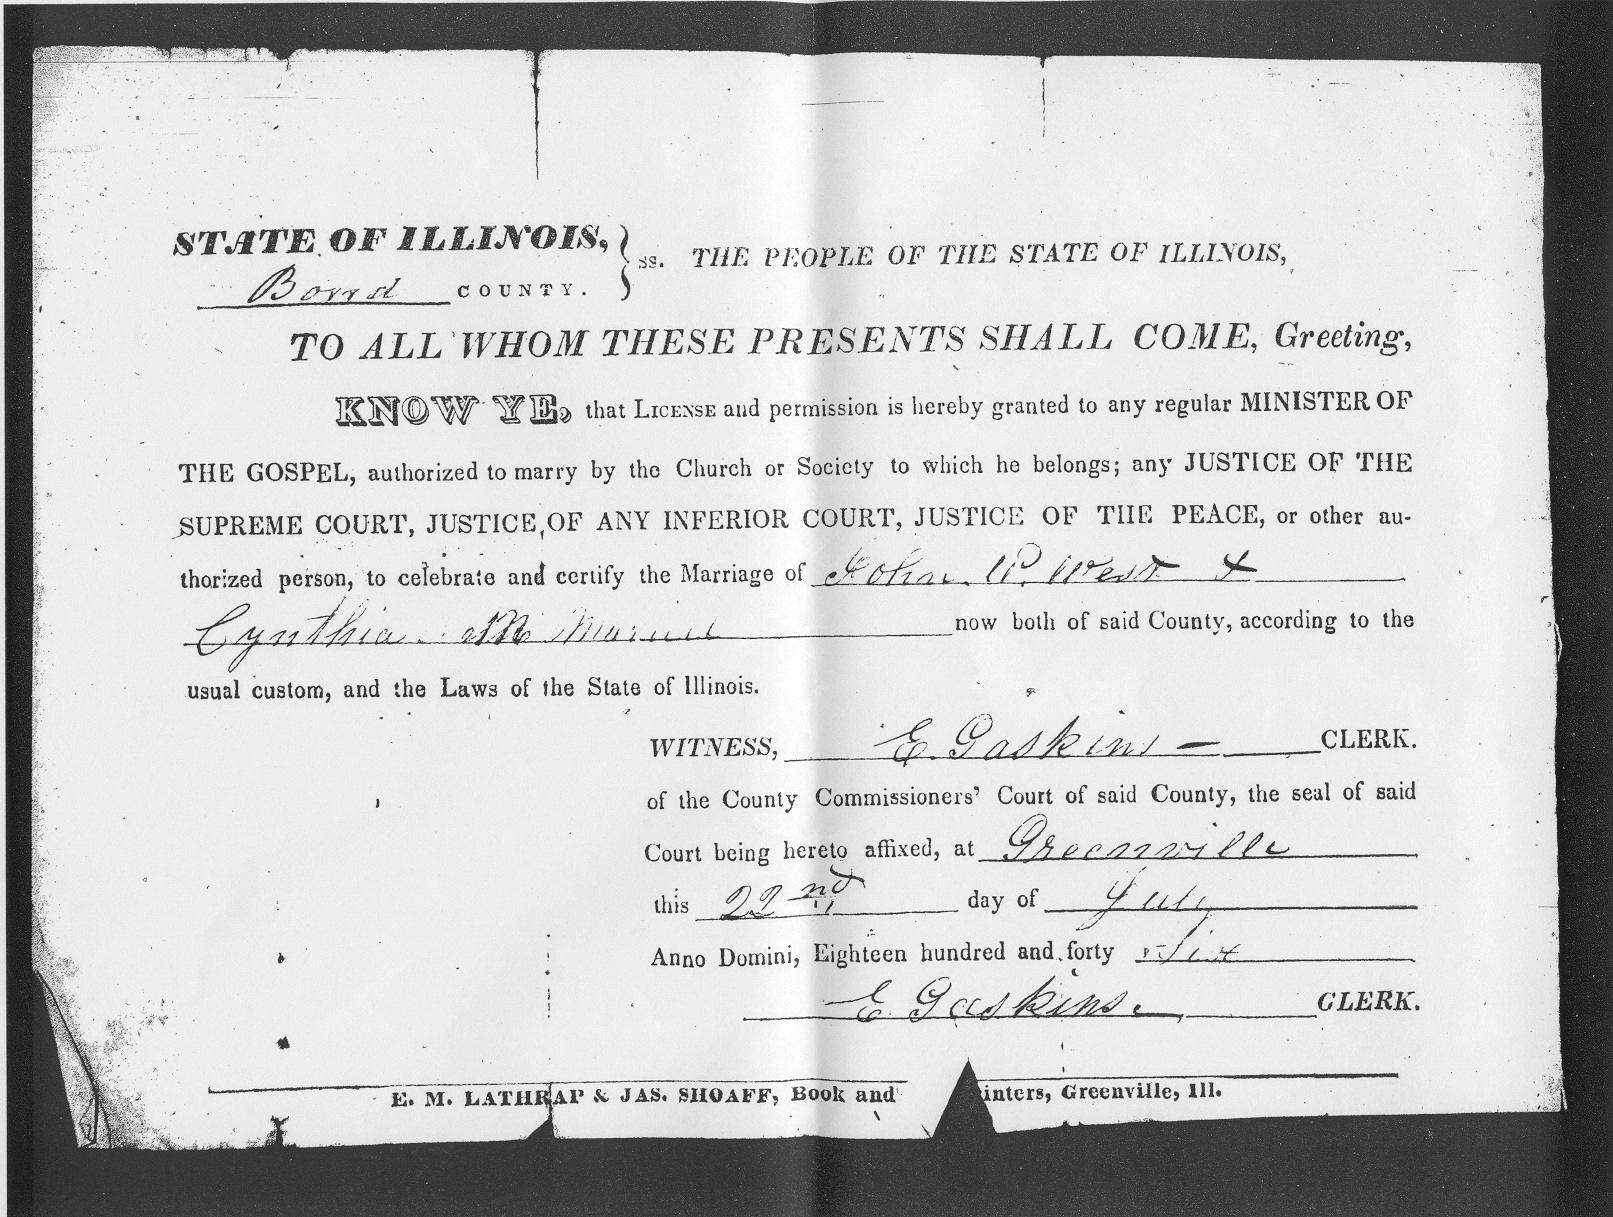 STATE OF ILLINOIS, } ss. THE PEOPLE OF THE STATE OF ILLINOIS,
Bond COUNTY.
TO ALL WHOM THESE PRESENTS SHALL COME, Greeting,
KNOW YE, that LICENSE and permission is hereby granted to any regular MINISTER OF
THE GOSPEL, authorized to marry by the Church or Society to which he belongs; any JUSTICE OF THE
SUPREME COURT, JUSTICE OF ANY INFERIOR COURT, JUSTICE OF THE PEACE, or other au-
thorized person, to celebrate and certify the Marriage of John W. West &
Cynthia M now both of said County, according to the
usual custom, and the Laws of the State of Illinois.
WITNESS, E. Gaskins CLERK.
of the County Commissioners' Court of said County, the seal of said
Court being hereto affixed, at Greenville
this 22nd day of July
Anno Domini, Eighteen hundred and forty six
E Gaskins CLERK.
E. M. LATHRAP & JAS. SHOAFF, Book and inters, Greenville, Ill.